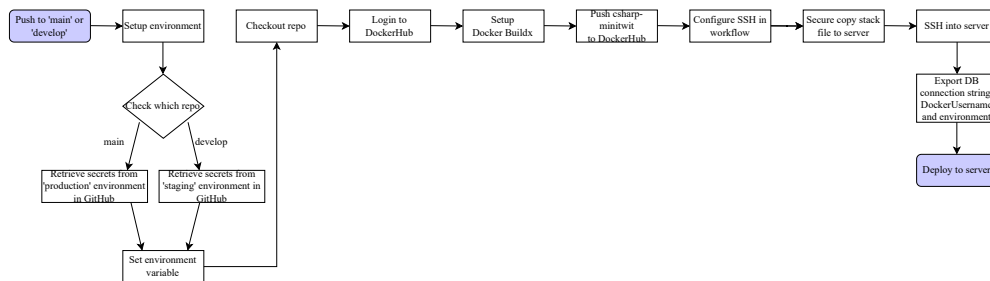 Push to 'main' or
'develop'
Setup environment
Check which repo
main
develop
Retrieve secrets from
'production' environment
in GitHub
Retrieve secrets from
'staging' environment in
GitHub
Set environment
variable
Checkout repo
Login to
DockerHub
Setup
Docker Buildx
Push csharp-
minitwit
to DockerHub
Configure SSH in
workflow
Secure copy stack
file to server
SSH into server
Export DB
connection string,
DockerUsername
and environment
Deploy to server